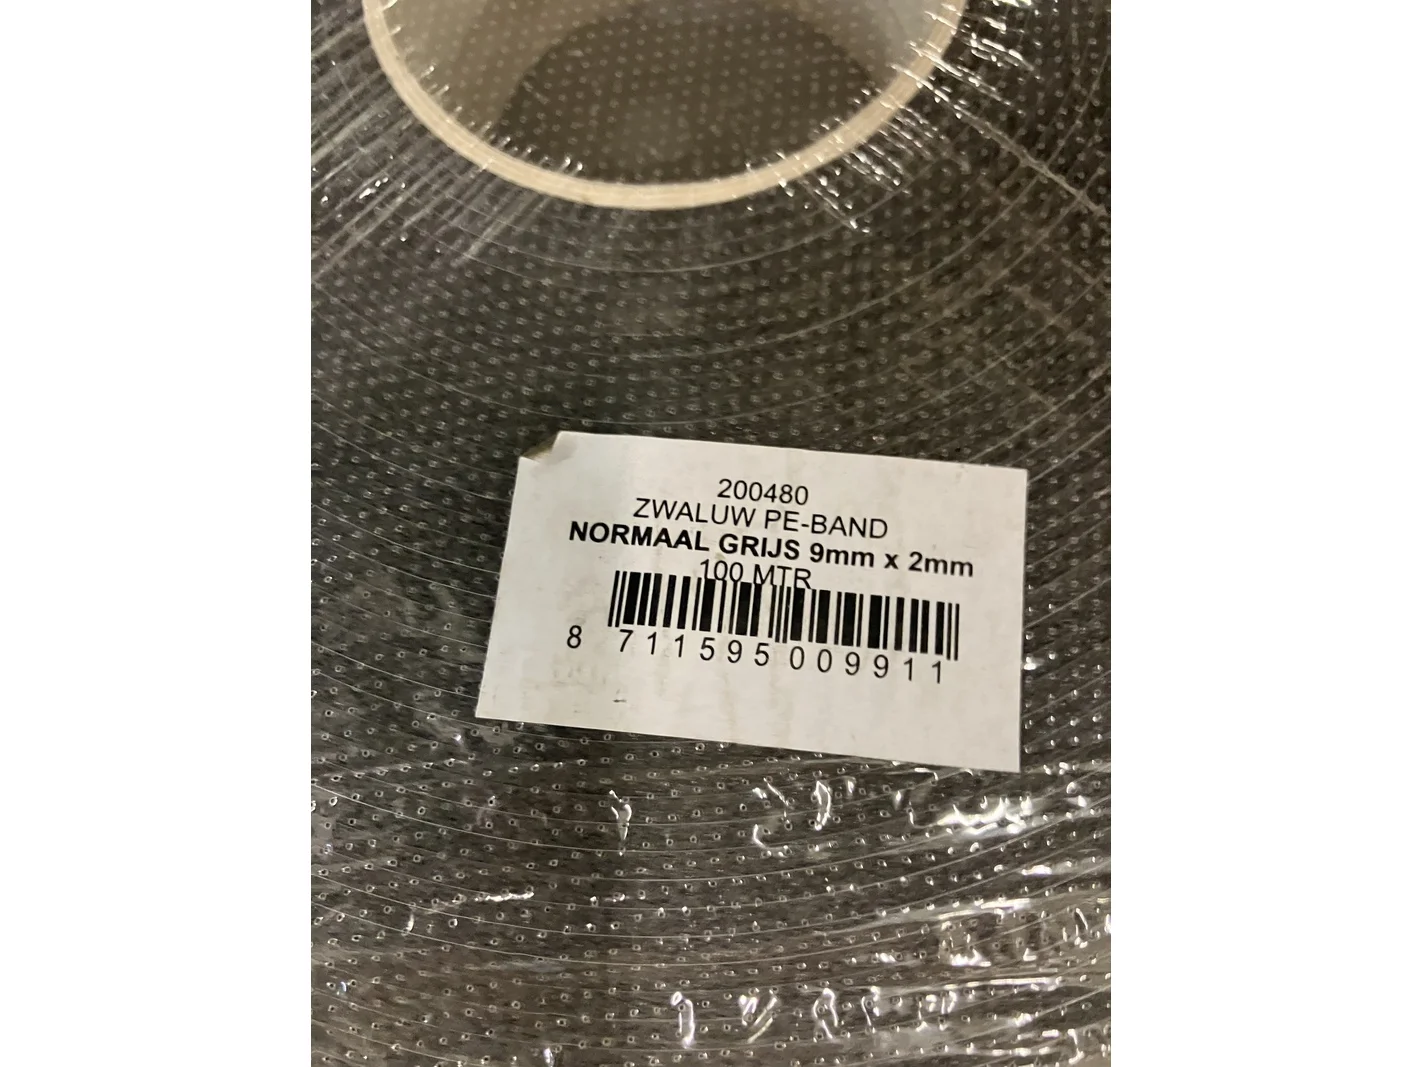 200480
ZWALUW PE-BAND
NORMAAL GRIJS 9mm x 2mm
100 MTR
8 711595 009911